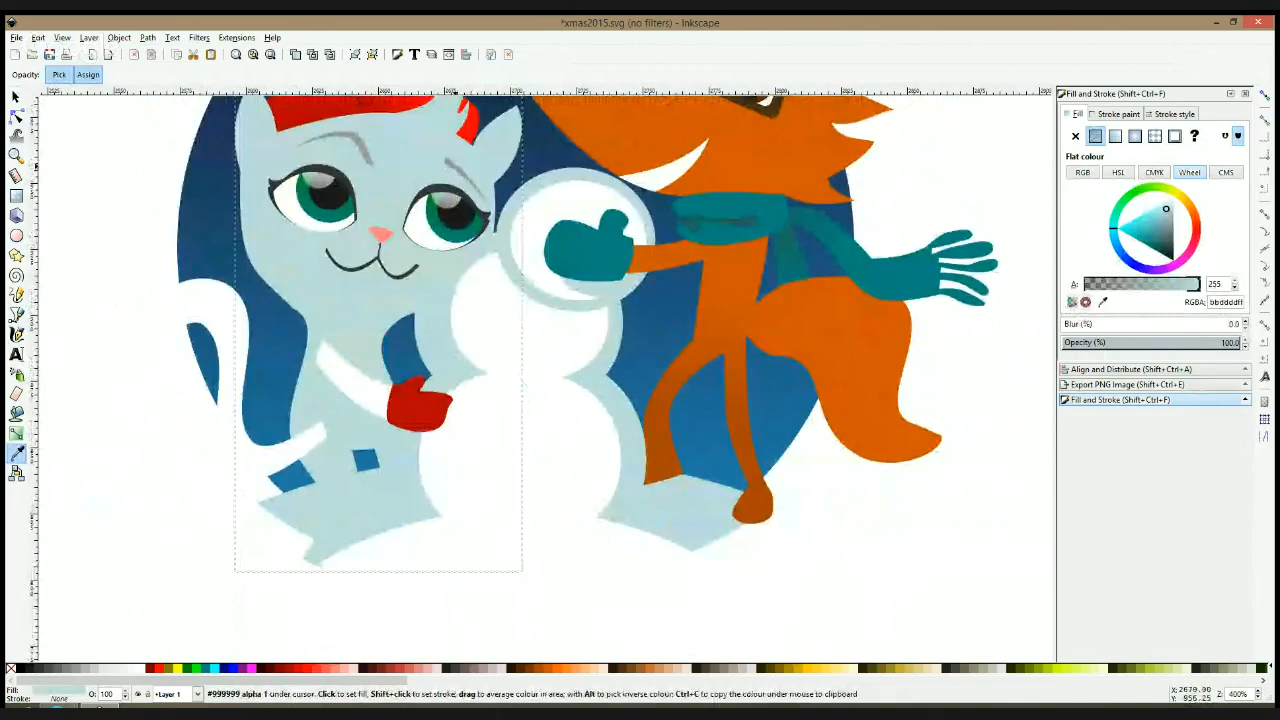 *xmas2015.svg (no filters) - Inkscape
File Edit View Layer Object Path Text Filters Extensions Help
Opacity: Pick Assign
Fill and Stroke (Shift+Ctrl+F)
Fill Stroke paint Stroke style
Flat colour
RGB HSL CMYK Wheel CMS
A: 255
RGBA: bbddddff
Blur (%) 0.0
Opacity (%) 100.0
Align and Distribute (Shift+Ctrl+A)
Export PNG Image (Shift+Ctrl+E)
Fill and Stroke (Shift+Ctrl+F)
Fill:
Stroke: None
O: 100
Layer 1
#999999 alpha 1 under cursor. Click to set fill, Shift+click to set stroke. drag to average colour in area; with Alt to pick inverse colour. Ctrl+C to copy the colour under mouse to clipboard
X: 2670.00
Y: 956.25
Z: 400%